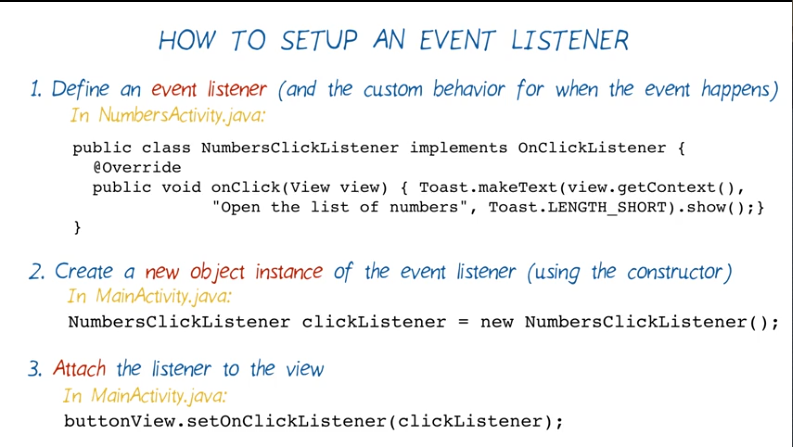 HOW TO SETUP AN EVENT LISTENER
1. Define an event listener (and the custom behavior for when the event happens)
In NumbersActivity.java:
public class NumbersClickListener implements OnClickListener {
@Override
public void onClick(View view) { Toast.makeText(view.getContext(),
"Open the list of numbers", Toast.LENGTH_SHORT).show();}
}
2. Create a new object instance of the event listener (using the constructor)
In MainActivity.java:
NumbersClickListener clickListener = new NumbersClickListener();
3. Attach the listener to the view
In MainActivity.java:
buttonView.setOnClickListener(clickListener);